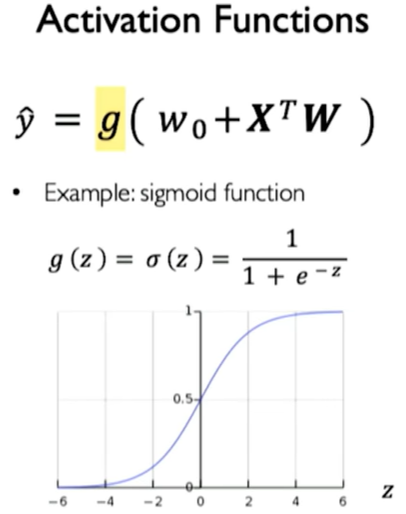 Activation Functions
ŷ = g ( w₀ + Xᵀ W )
• Example: sigmoid function
g (z) = σ (z) = 1 / (1 + e⁻ᶻ)
1
0.5
0
−6 −4 −2 0 2 4 6
z